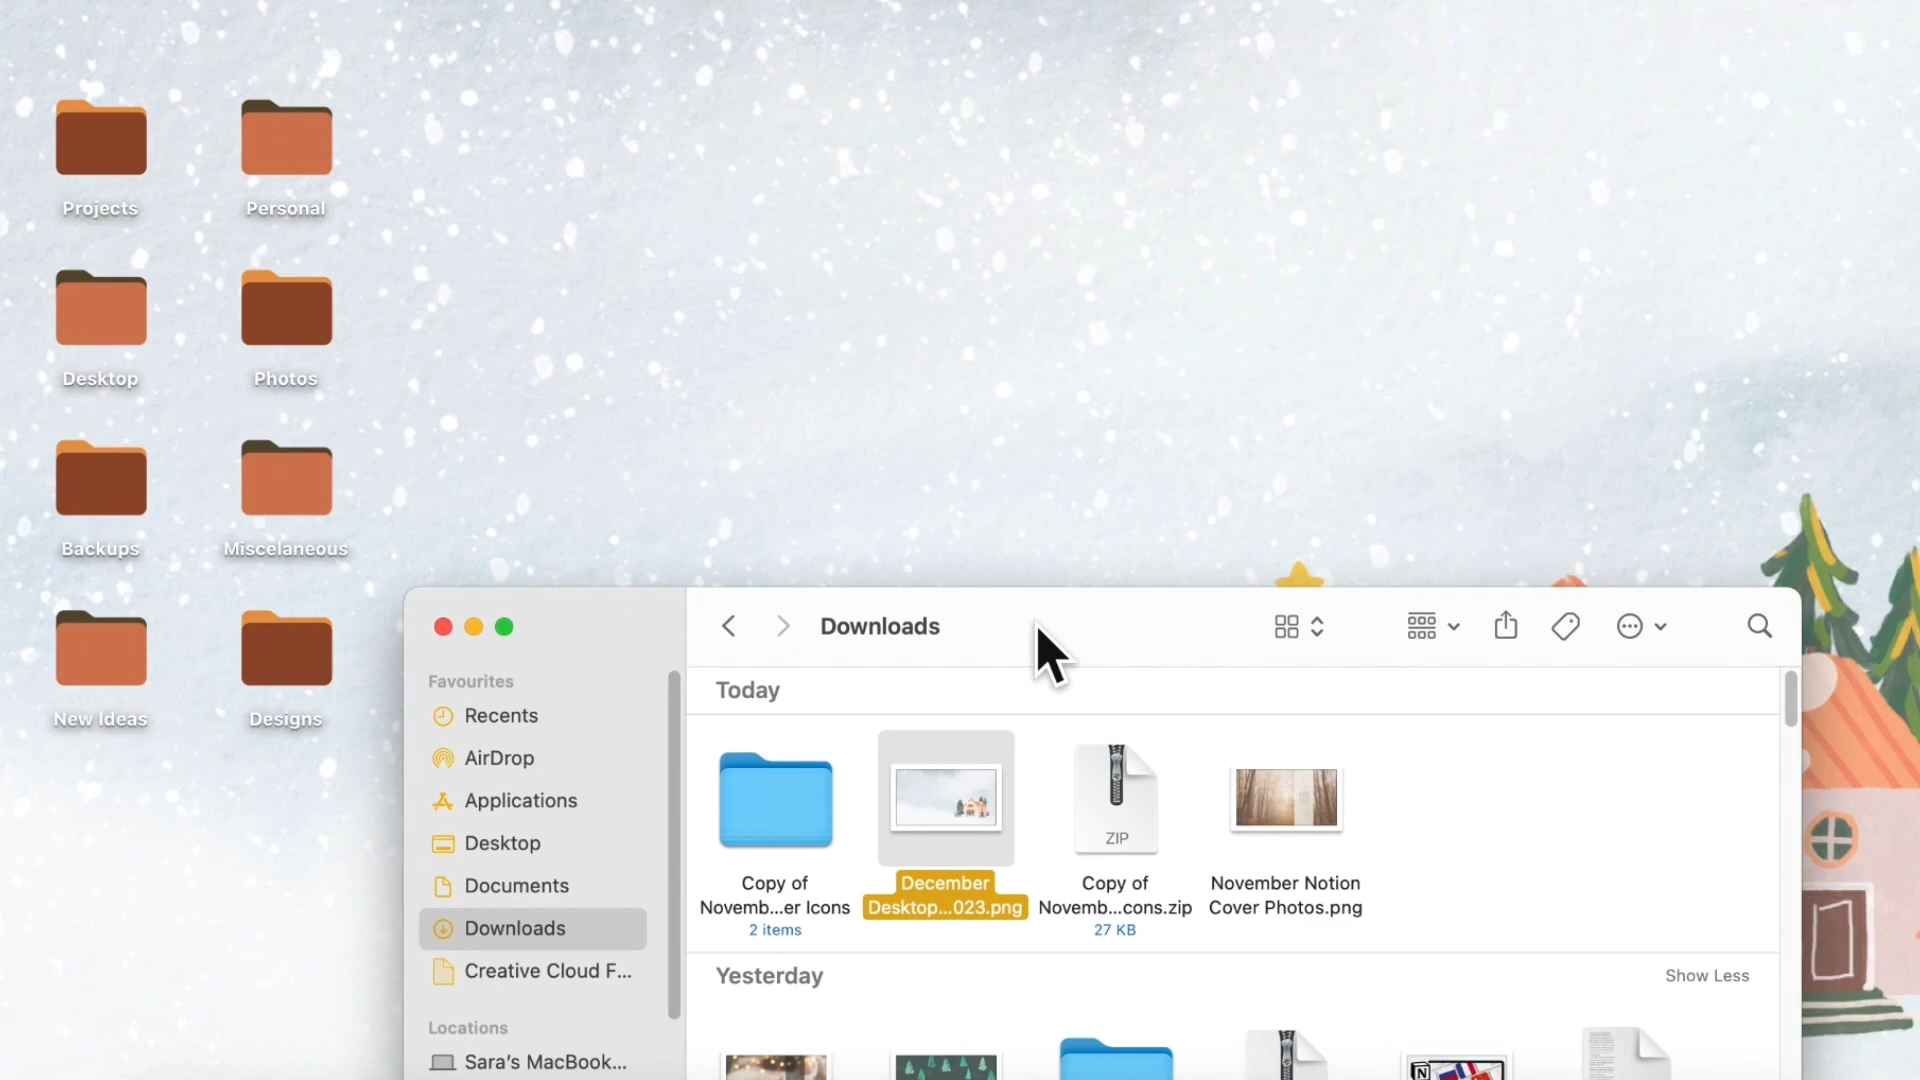 Projects
Personal
Desktop
Photos
Backups
Miscelaneous
New Ideas
Designs
Downloads
Favourites
Recents
AirDrop
Applications
Desktop
Documents
Downloads
Creative Cloud F...
Locations
Sara's MacBook...
Today
Copy of
Novemb...er Icons
2 items
December
Desktop...023.png
ZIP
Copy of
Novemb...cons.zip
27 KB
November Notion
Cover Photos.png
Yesterday
Show Less
N